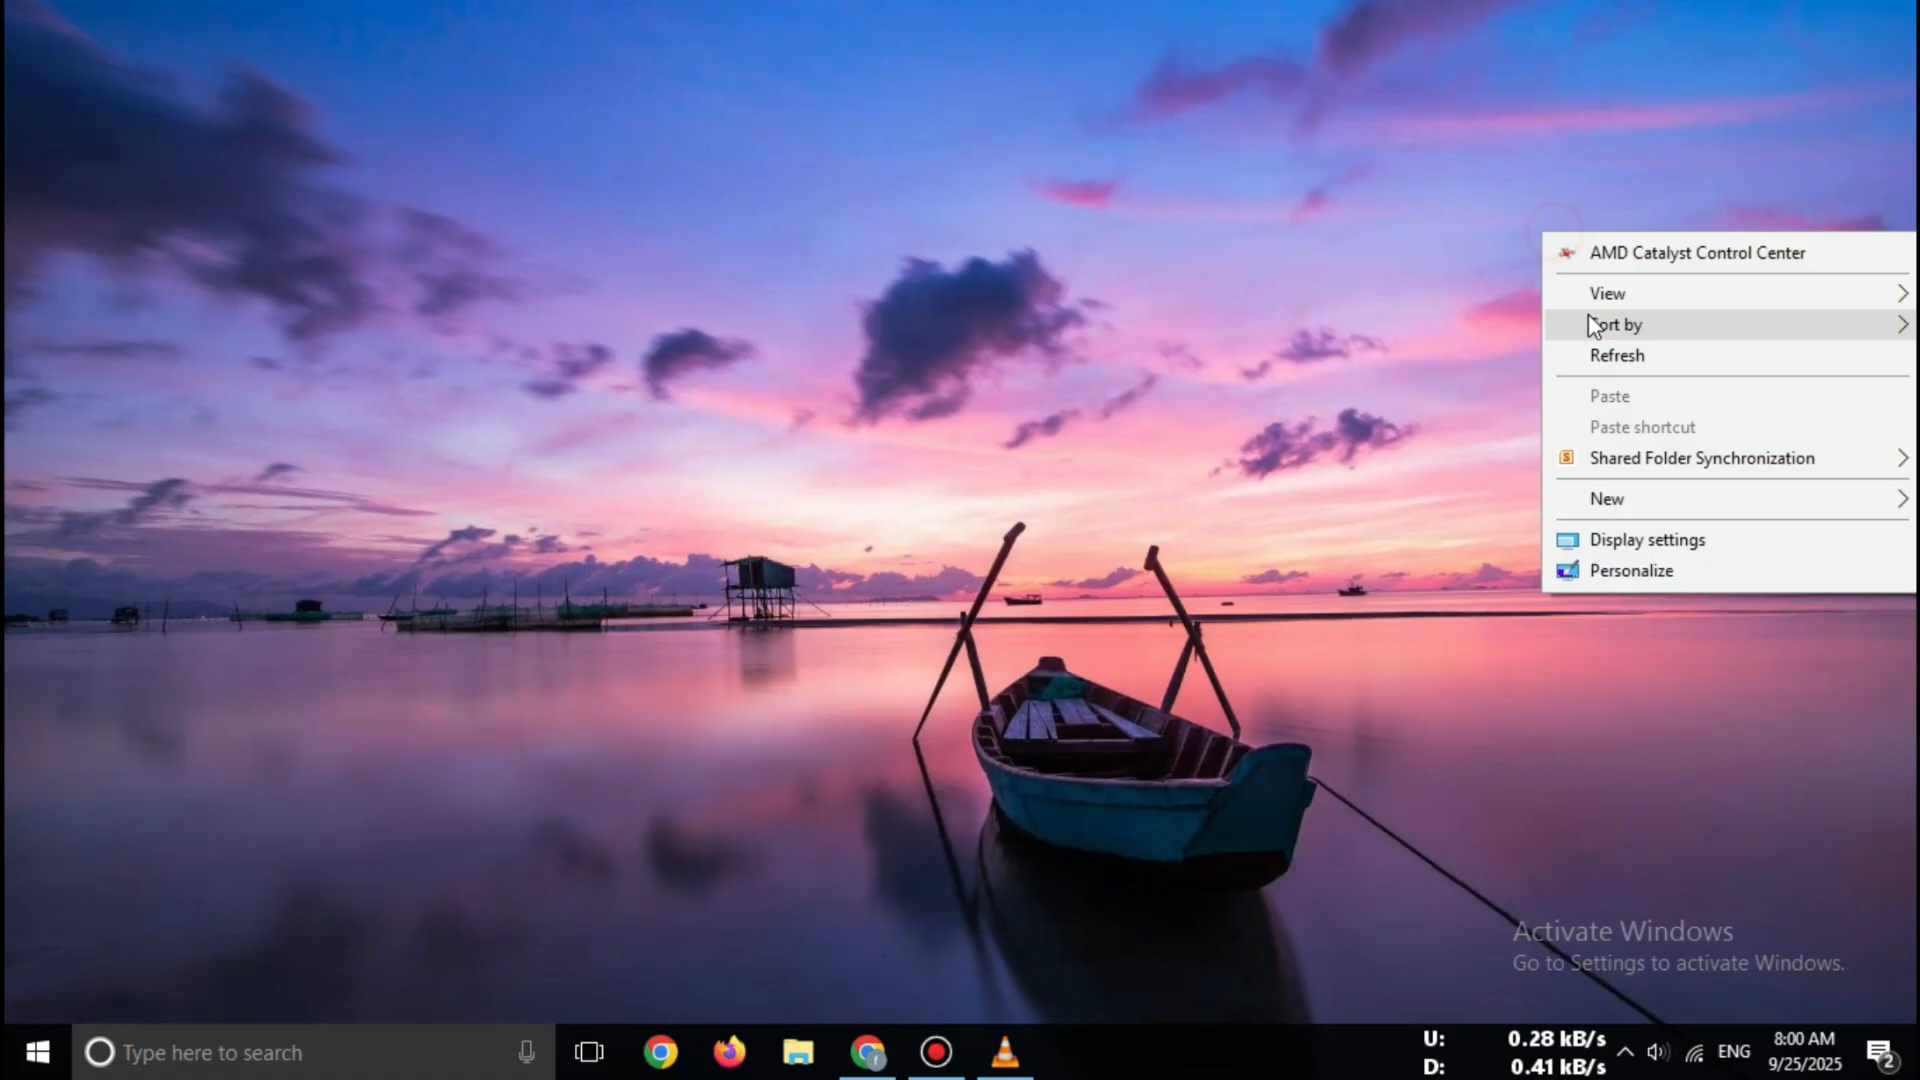 AMD Catalyst Control Center
View
Sort by
Refresh
Paste
Paste shortcut
S Shared Folder Synchronization
New
Display settings
Personalize
Activate Windows
Go to Settings to activate Windows.
Type here to search
f
U: 0.28 kB/s
D: 0.41 kB/s
ENG
8:00 AM
9/25/2025
2